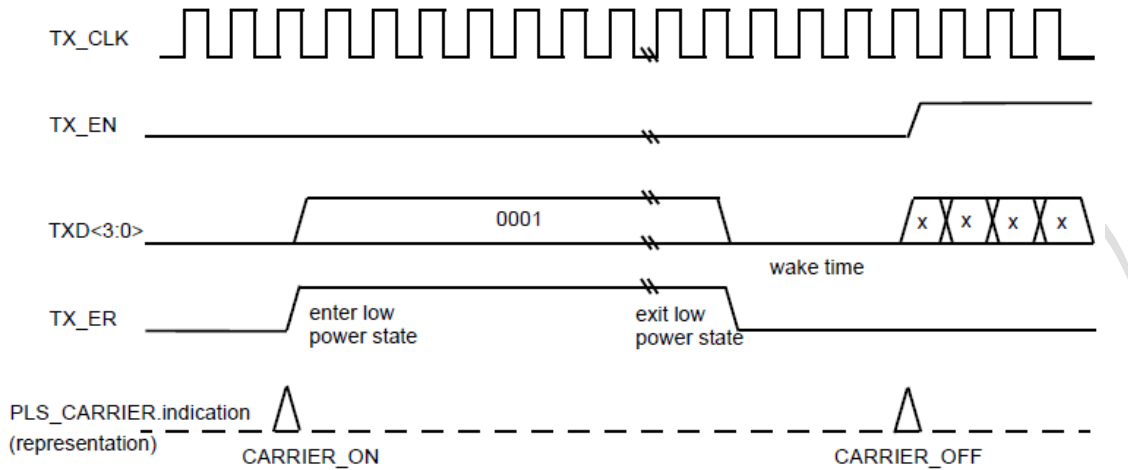 TX_CLK
TX_EN
TXD<3:0>
0001
x x x x
wake time
TX_ER
enter low
power state
exit low
power state
PLS_CARRIER.indication
(representation)
CARRIER_ON
CARRIER_OFF